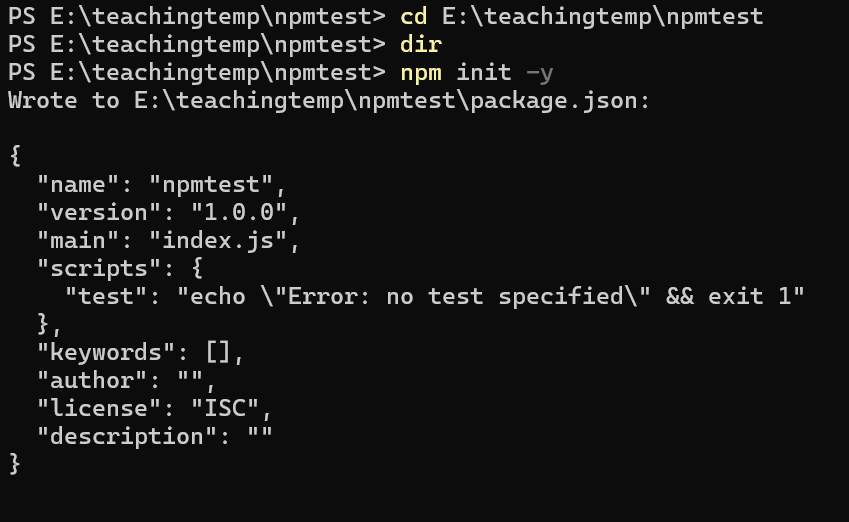 PS E:\teachingtemp\npmtest> cd E:\teachingtemp\npmtest
PS E:\teachingtemp\npmtest> dir
PS E:\teachingtemp\npmtest> npm init -y
Wrote to E:\teachingtemp\npmtest\package.json:

{
  "name": "npmtest",
  "version": "1.0.0",
  "main": "index.js",
  "scripts": {
    "test": "echo \"Error: no test specified\" && exit 1"
  },
  "keywords": [],
  "author": "",
  "license": "ISC",
  "description": ""
}